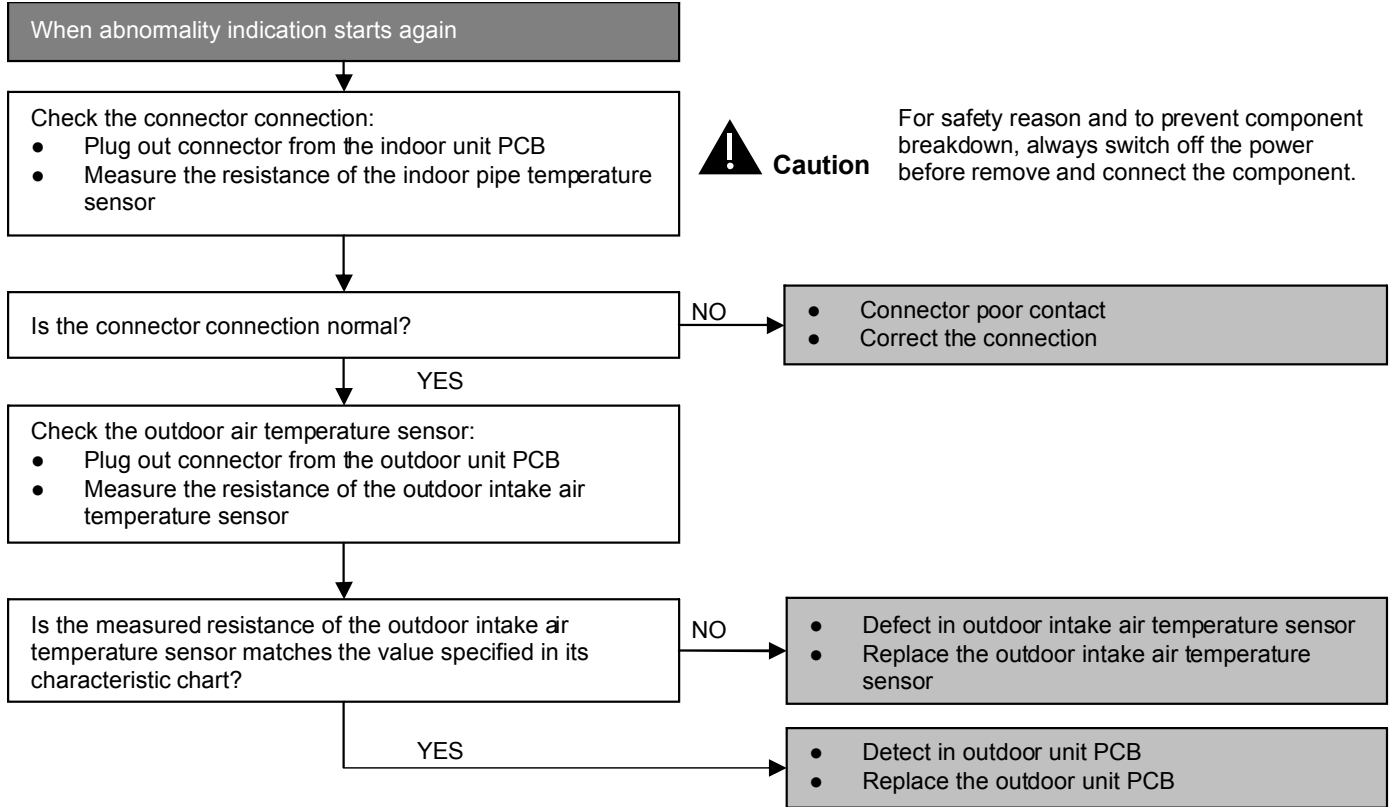 When abnormality indication starts again
Check the connector connection:
● Plug out connector from the indoor unit PCB
● Measure the resistance of the indoor pipe temperature
sensor
Caution
For safety reason and to prevent component
breakdown, always switch off the power
before remove and connect the component.
Is the connector connection normal?
NO
● Connector poor contact
● Correct the connection
YES
Check the outdoor air temperature sensor:
● Plug out connector from the outdoor unit PCB
● Measure the resistance of the outdoor intake air
temperature sensor
Is the measured resistance of the outdoor intake air
temperature sensor matches the value specified in its
characteristic chart?
NO
● Defect in outdoor intake air temperature sensor
● Replace the outdoor intake air temperature
sensor
YES
● Detect in outdoor unit PCB
● Replace the outdoor unit PCB